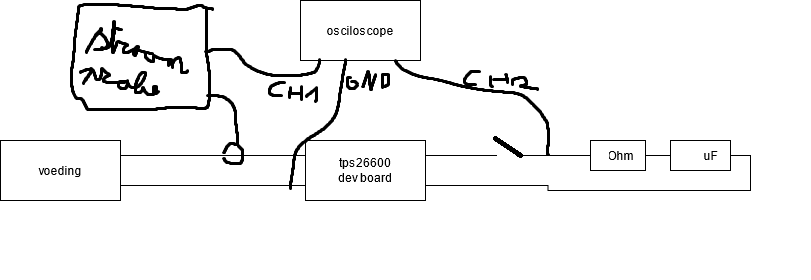 osciloscope
stroom
probe
CH1
GND
CH2
voeding
tps26600
dev board
Ohm
uF